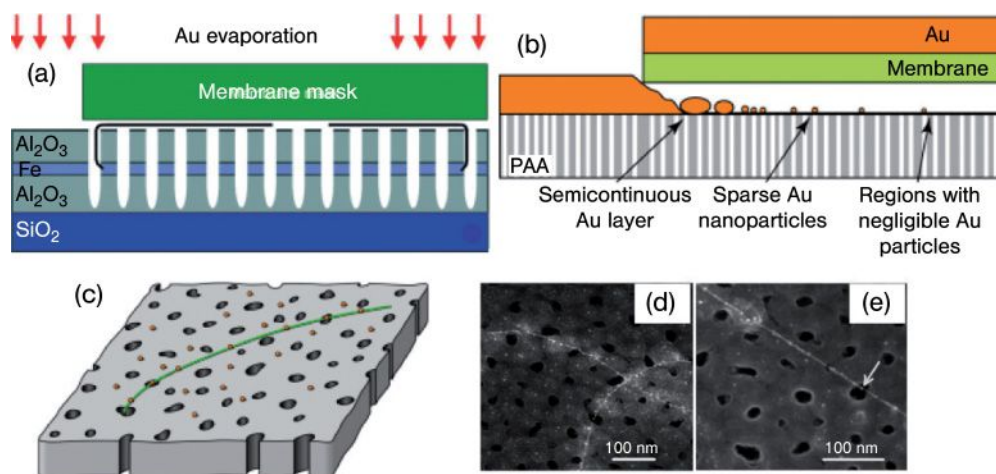 Au evaporation
(a)
Membrane mask
Al2O3
Fe
Al2O3
SiO2
(b)
Au
Membrane
PAA
Semicontinuous
Au layer
Sparse Au
nanoparticles
Regions with
negligible Au
particles
(c)
(d)
100 nm
(e)
100 nm